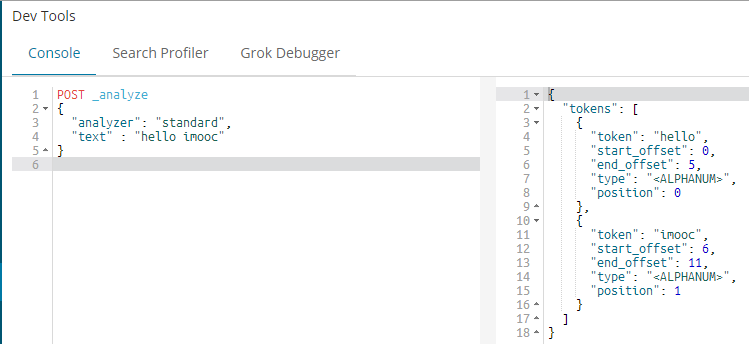 Dev Tools
Console Search Profiler Grok Debugger
1 POST _analyze
2 {
3 "analyzer": "standard",
4 "text" : "hello imooc"
5 }
6
1 {
2 "tokens": [
3 {
4 "token": "hello",
5 "start_offset": 0,
6 "end_offset": 5,
7 "type": "<ALPHANUM>",
8 "position": 0
9 },
10 {
11 "token": "imooc",
12 "start_offset": 6,
13 "end_offset": 11,
14 "type": "<ALPHANUM>",
15 "position": 1
16 }
17 ]
18 }